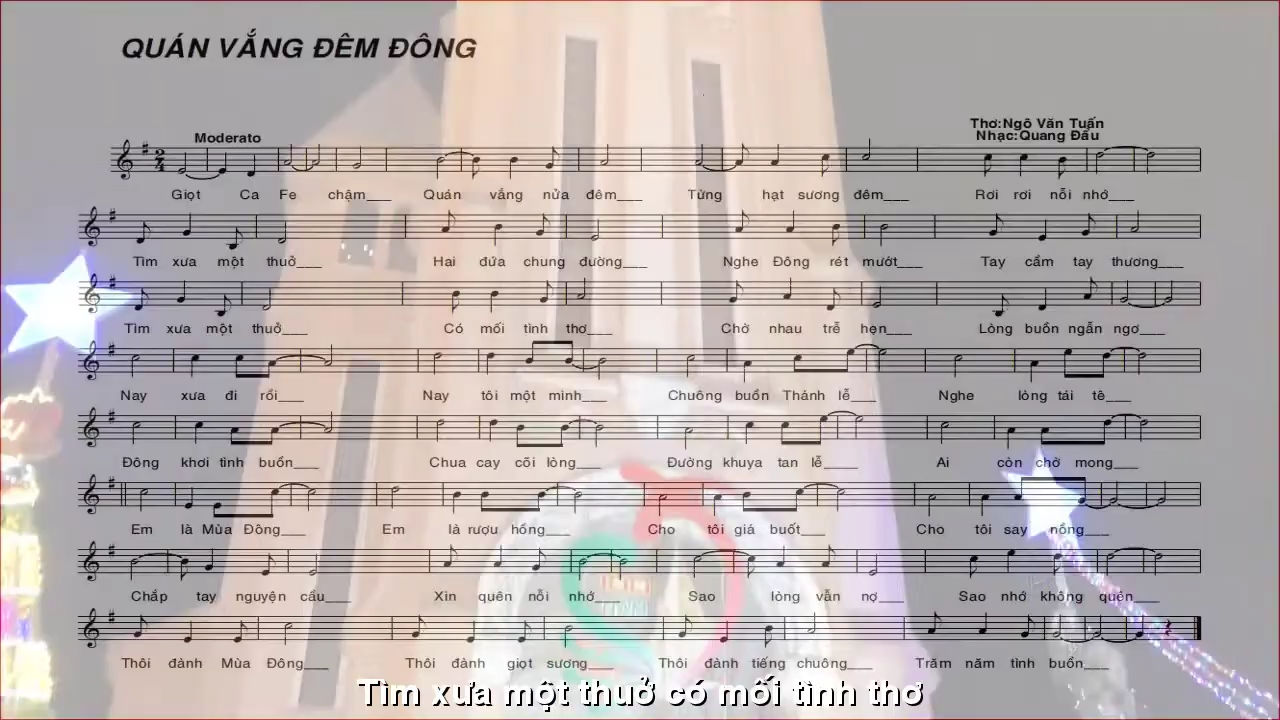 QUÁN VẮNG ĐÊM ĐÔNG
Thơ:Ngô Văn Tuấn
Moderato
Nhạc:Quang Đẩu
Giọt Ca Fe chậm___ Quán vắng nửa đêm___ Từng hạt sương đêm___ Rơi rơi nỗi nhớ___
Tìm xưa một thuở___ Hai đứa chung đường___ Nghe Đông rét mướt___ Tay cầm tay thương___
Tìm xưa một thuở___ Có mối tình thơ___ Chờ nhau trễ hẹn___ Lòng buồn ngẩn ngơ___
Nay xưa đi rồi___ Nay tôi một mình___ Chuông buồn Thánh lễ___ Nghe lòng tái tê___
Đông khơi tình buồn___ Chua cay cõi lòng___ Đường khuya tan lễ____ Ai còn chờ mong___
Em là Mùa Đông___ Em là rượu hồng___ Cho tôi giá buốt___ Cho tôi say nồng___
Chắp tay nguyện cầu___ Xin quên nỗi nhớ___ Sao lòng vẫn nợ___ Sao nhớ không quên___
Thôi đành Mùa Đông___ Thôi đành giọt sương___ Thôi đành tiếng chuông___ Trăm năm tình buồn___
Tìm xưa một thuở có mối tình thơ